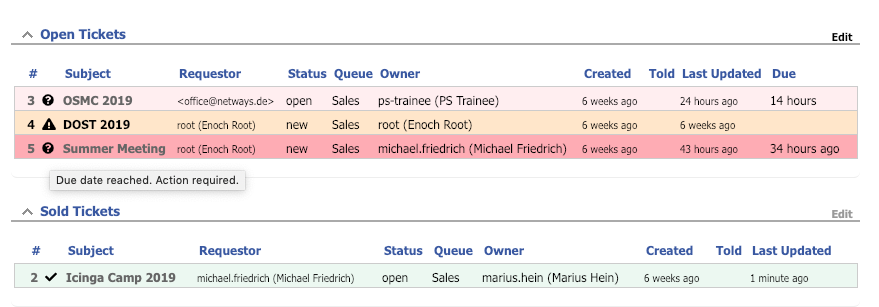 Open Tickets
Edit
# Subject Requestor Status Queue Owner Created Told Last Updated Due
3 OSMC 2019 <office@netways.de> open Sales ps-trainee (PS Trainee) 6 weeks ago 24 hours ago 14 hours
4 DOST 2019 root (Enoch Root) new Sales root (Enoch Root) 6 weeks ago 6 weeks ago
5 Summer Meeting root (Enoch Root) new Sales michael.friedrich (Michael Friedrich) 6 weeks ago 43 hours ago 34 hours ago
Due date reached. Action required.
Sold Tickets
Edit
# Subject Requestor Status Queue Owner Created Told Last Updated
2 Icinga Camp 2019 michael.friedrich (Michael Friedrich) open Sales marius.hein (Marius Hein) 6 weeks ago 1 minute ago